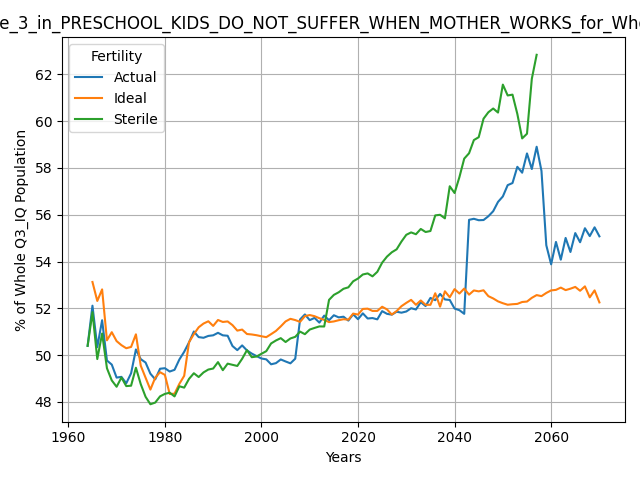 e_3_in_PRESCHOOL_KIDS_DO_NOT_SUFFER_WHEN_MOTHER_WORKS_for_Who
Fertility
Actual
Ideal
Sterile
% of Whole Q3_IQ Population
62
60
58
56
54
52
50
48
1960
1980
2000
2020
2040
2060
Years